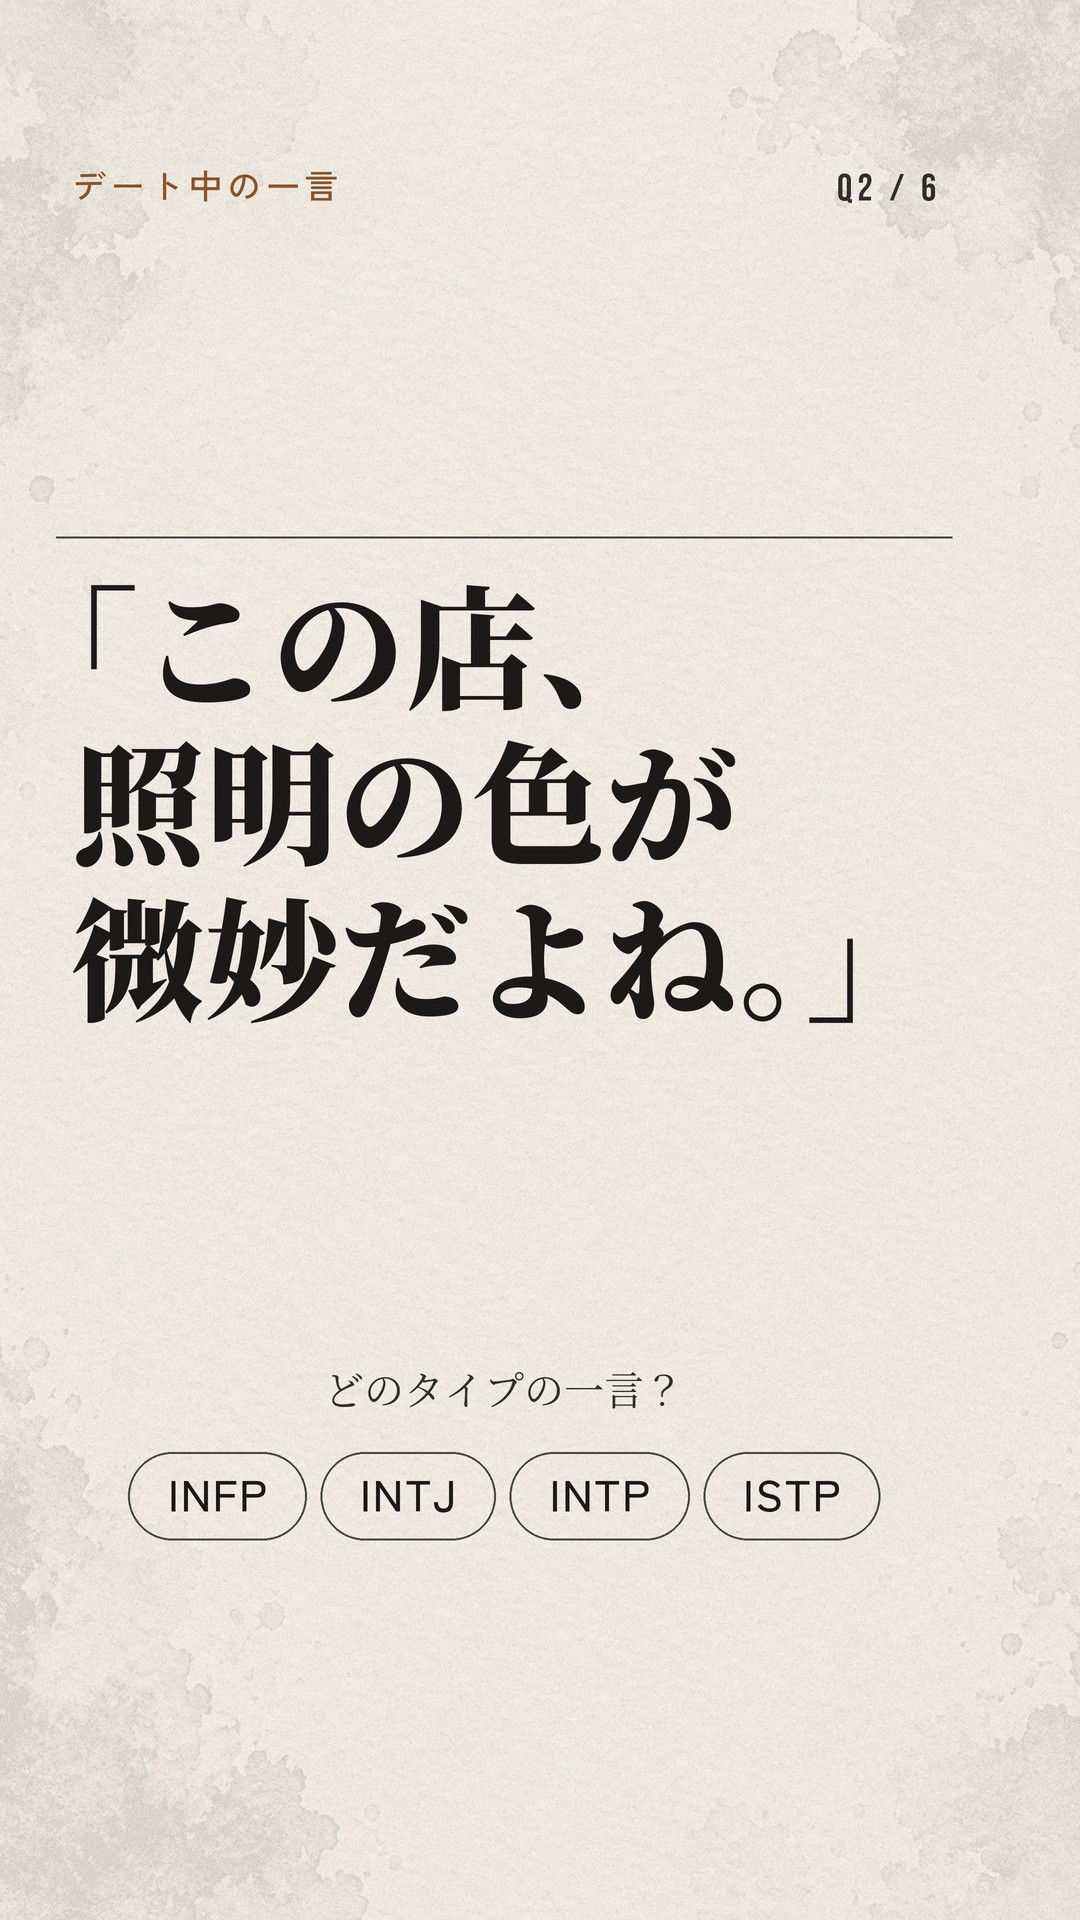 デート中の一言
Q2 / 6
「この店、
照明の色が
微妙だよね。」
どのタイプの一言？
INFP INTJ INTP ISTP